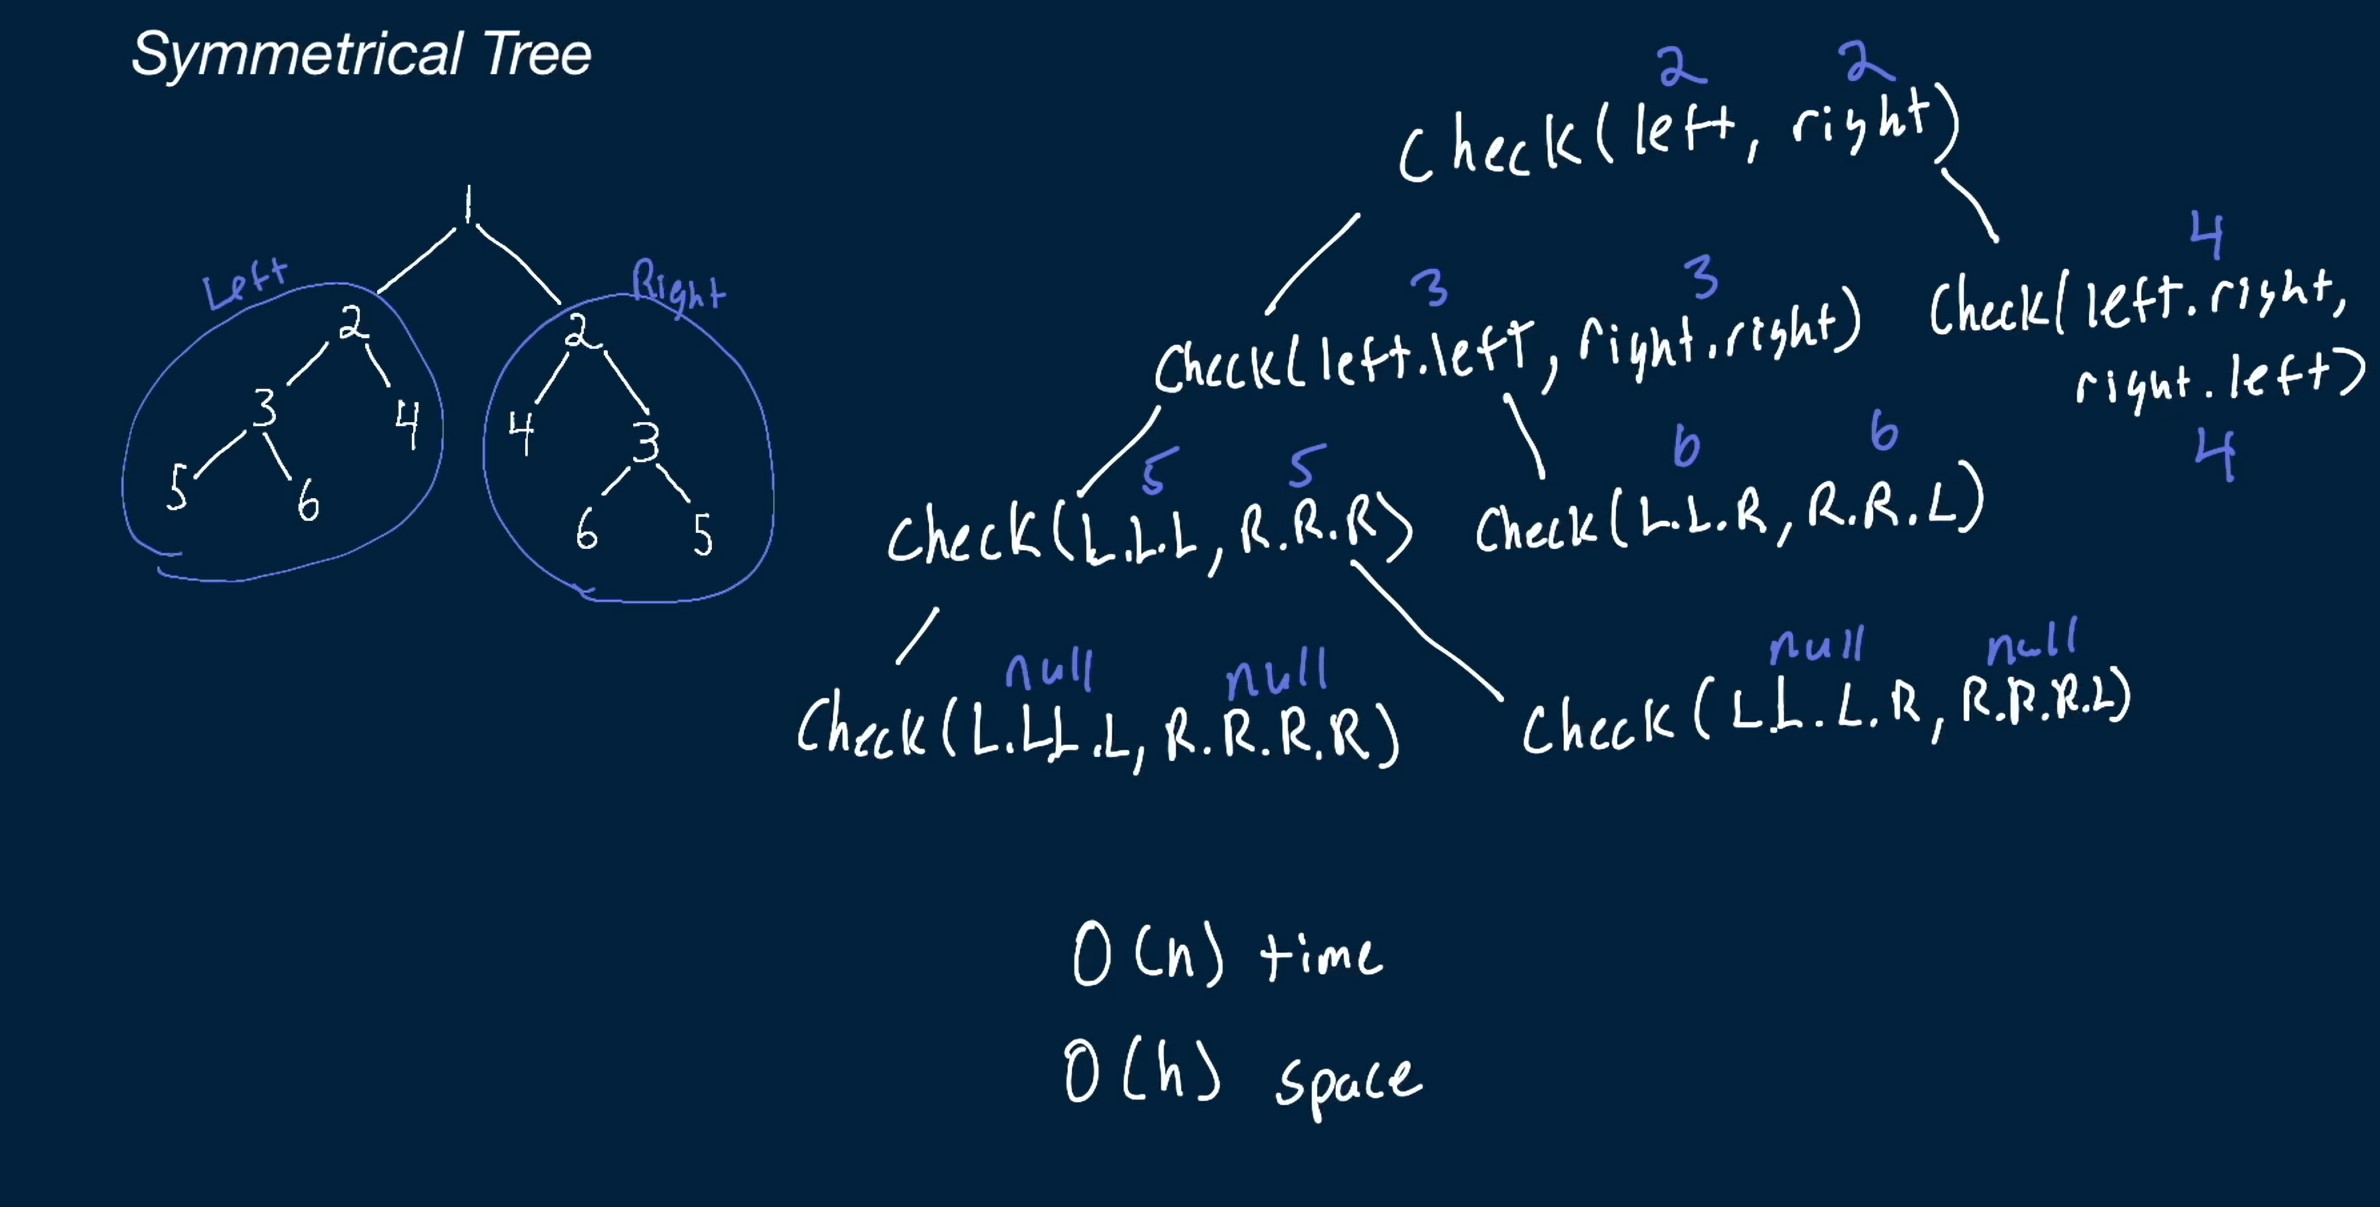 Symmetrical Tree
1
Left
Right
2 2
3 4 4 3
5 6 6 5
2 2
Check(left, right)
3 3
Check(left.left, right.right)
4
Check(left.right,
right.left)
4
5 5
Check(L.L.L, R.R.R)
6 6
Check(L.L.R, R.R.L)
null null
Check(L.L.L.L, R.R.R.R)
null null
Check(L.L.L.R, R.R.R.L)
O(n) time
O(h) space